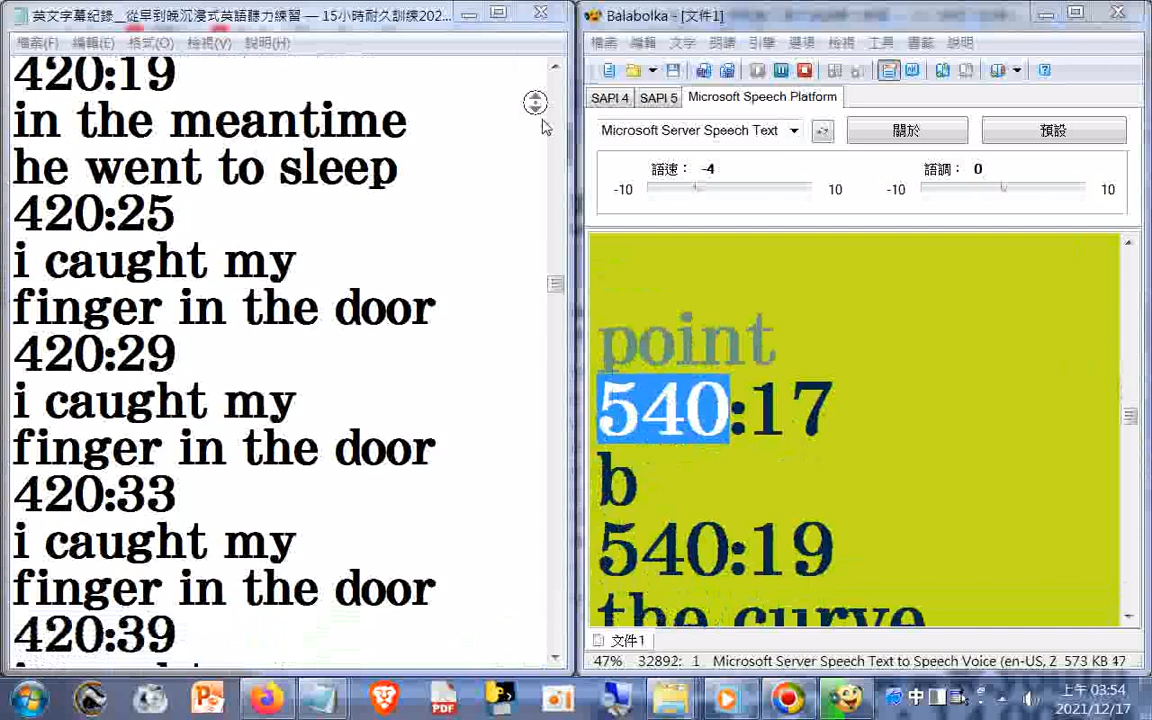 英文字幕紀錄__從早到晚沉浸式英語聽力練習 — 15小時耐久訓練202...
檔案(F) 編輯(E) 格式(O) 檢視(V) 說明(H)
420:19
in the meantime
he went to sleep
420:25
i caught my
finger in the door
420:29
i caught my
finger in the door
420:33
i caught my
finger in the door
420:39
Balabolka - [文件1]
檔案 編輯 文字 朗讀 引擎 選項 檢視 工具 書籤 說明
SAPI 4 SAPI 5 Microsoft Speech Platform
Microsoft Server Speech Text 關於 預設
語速： -4 語調： 0
-10 10 -10 10
point
540:17
b
540:19
the curve
文件1
47% 32892: 1 Microsoft Server Speech Text to Speech Voice (en-US, Z 573 KB 47
PDF
中
上午 03:54
2021/12/17